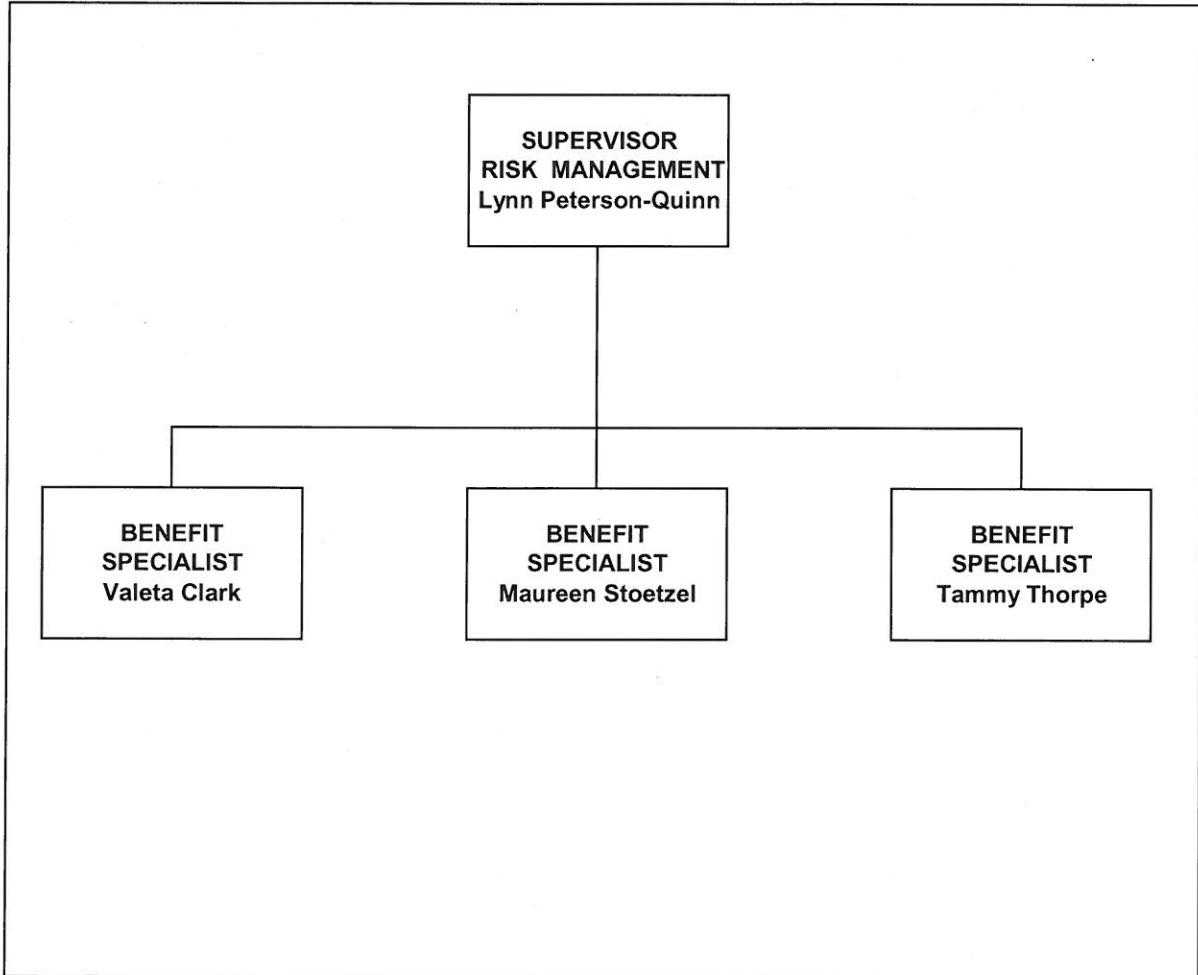 SUPERVISOR
RISK MANAGEMENT
Lynn Peterson-Quinn
BENEFIT
SPECIALIST
Valeta Clark
BENEFIT
SPECIALIST
Maureen Stoetzel
BENEFIT
SPECIALIST
Tammy Thorpe